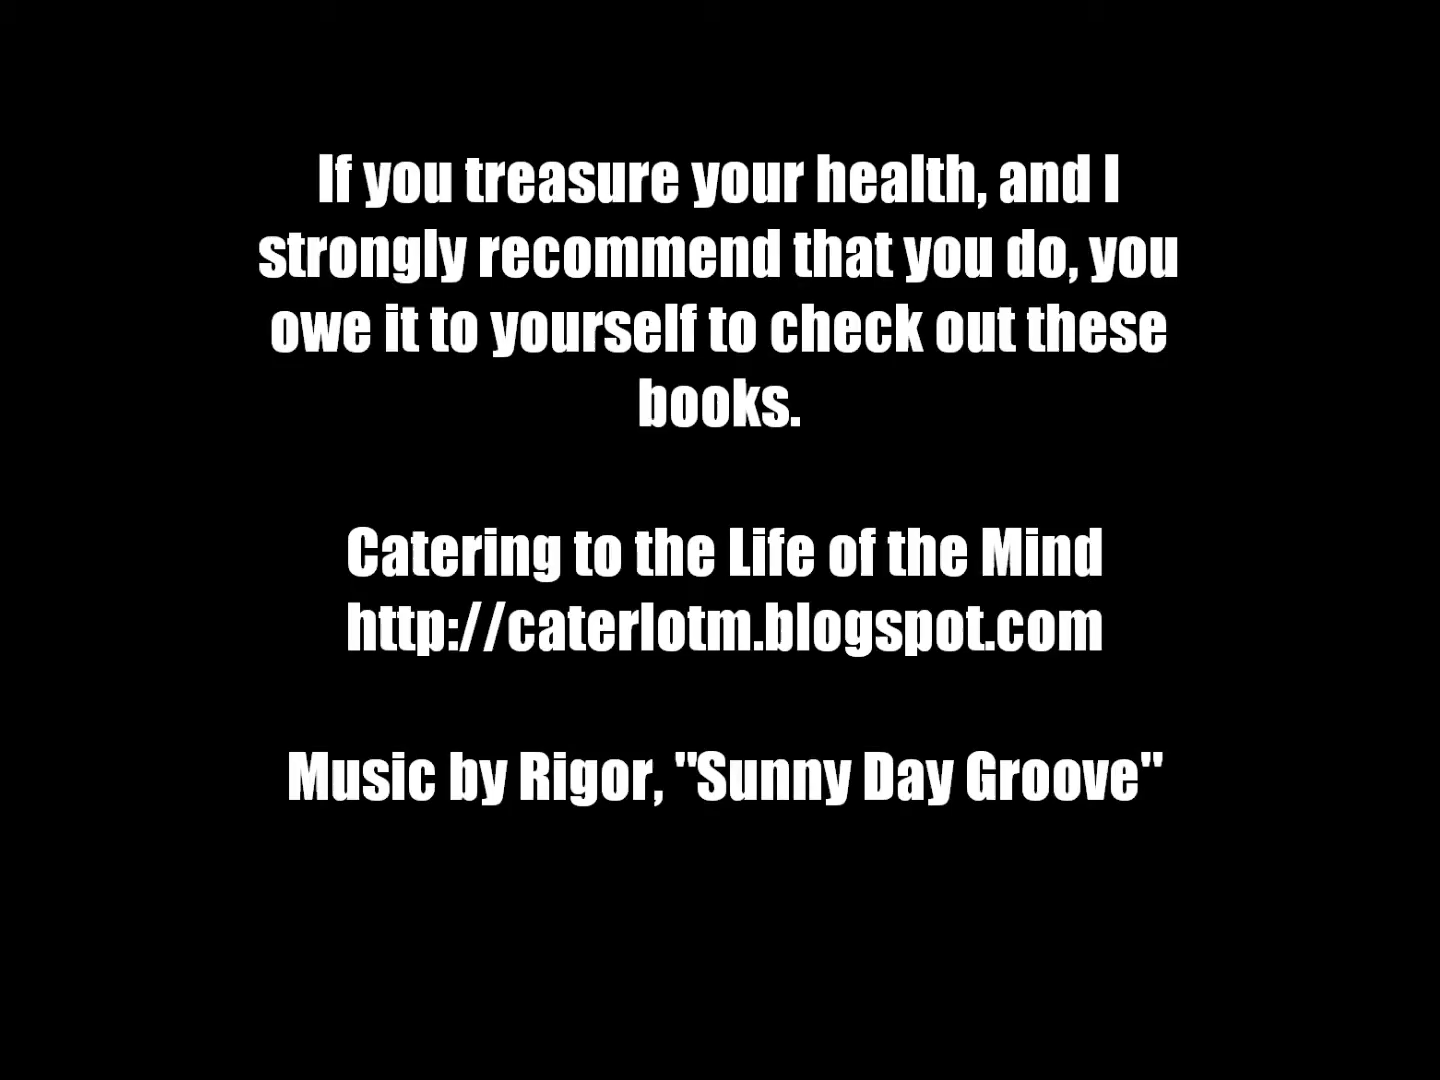 If you treasure your health, and I
strongly recommend that you do, you
owe it to yourself to check out these
books.
Catering to the Life of the Mind
http://caterlotm.blogspot.com
Music by Rigor, "Sunny Day Groove"